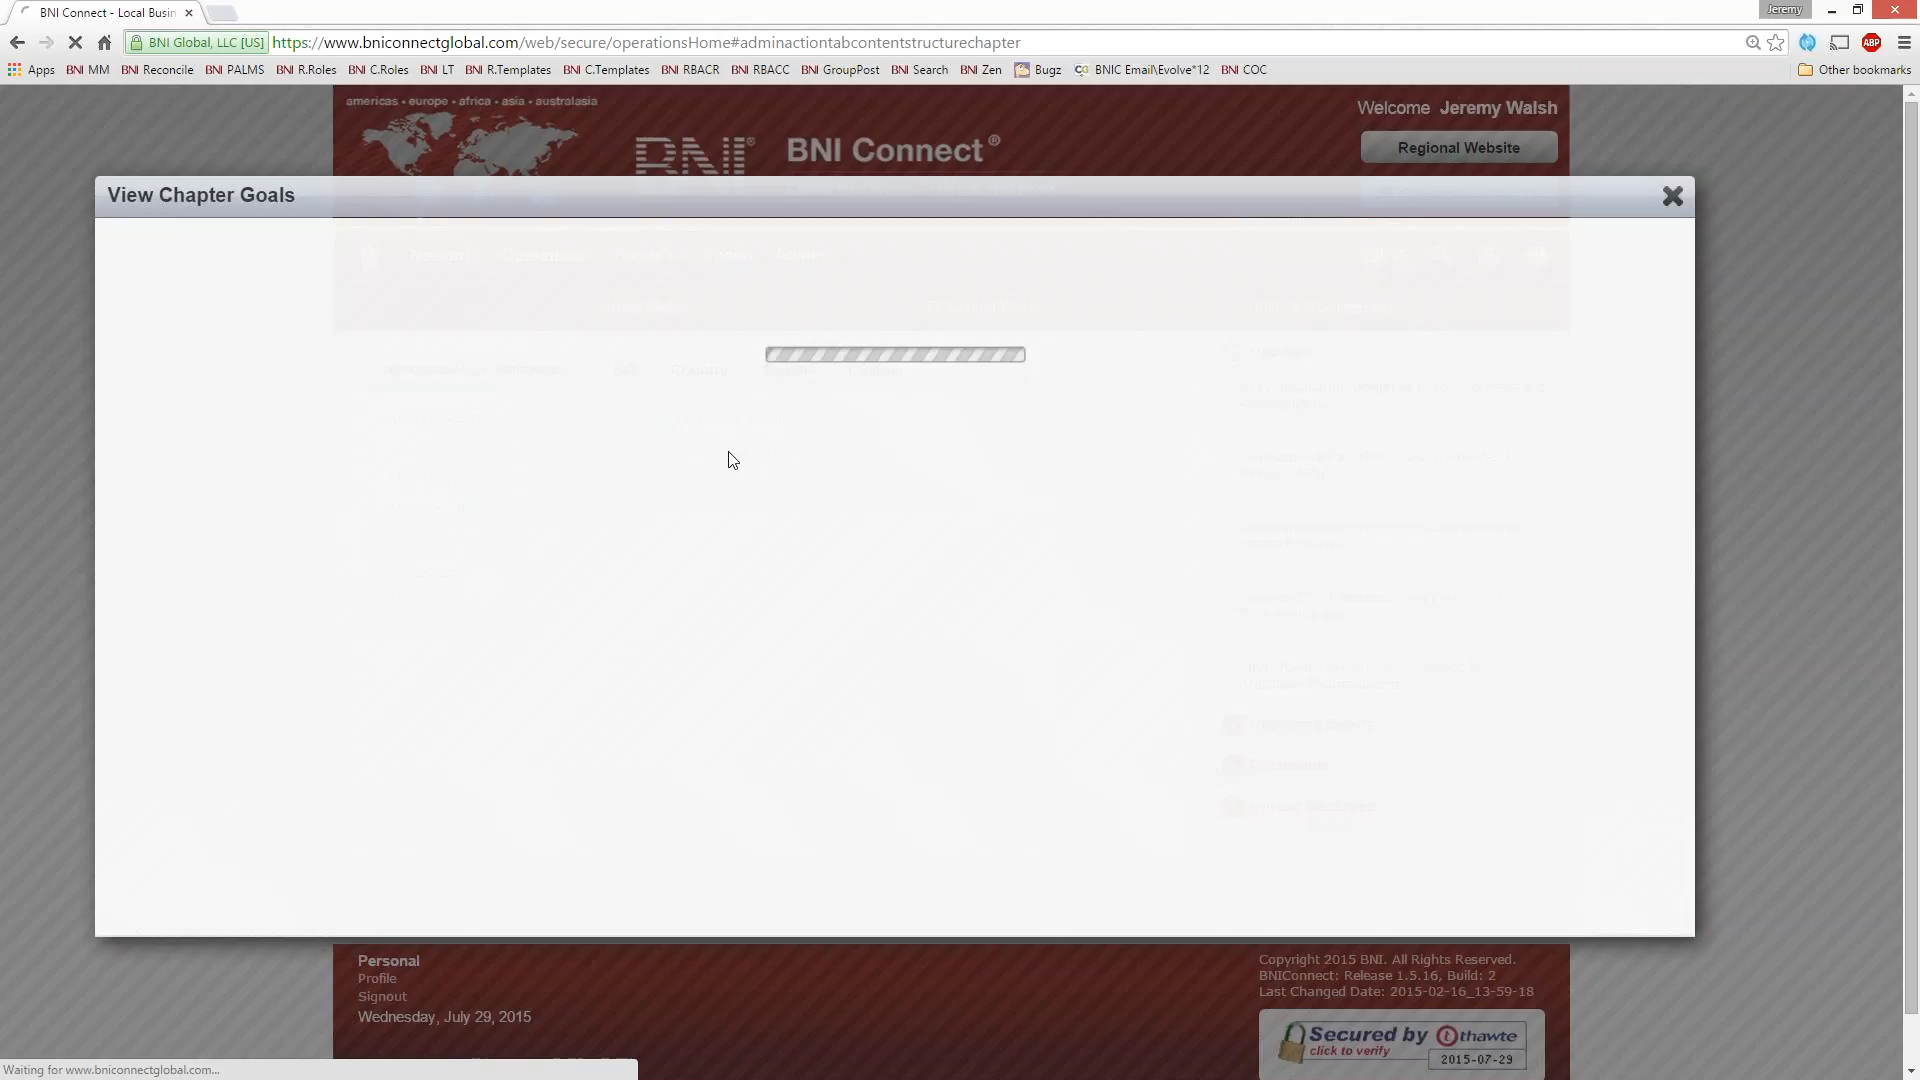 BNI Connect - Local Busin
Jeremy
BNI Global, LLC [US]
https://www.bniconnectglobal.com/web/secure/operationsHome#adminactiontabcontentstructurechapter
ABP
Apps
BNI MM
BNI Reconcile
BNI PALMS
BNI R.Roles
BNI C.Roles
BNI LT
BNI R.Templates
BNI C.Templates
BNI RBACR
BNI RBACC
BNI GroupPost
BNI Search
BNI Zen
Bugz
BNIC Email\Evolve*12
BNI COC
Other bookmarks
americas • europe • africa • asia • australasia
BNI®
BNI Connect®
Welcome Jeremy Walsh
Regional Website
View Chapter Goals
Personal
Profile
Signout
Wednesday, July 29, 2015
Copyright 2015 BNI. All Rights Reserved.
BNIConnect: Release 1.5.16, Build: 2
Last Changed Date: 2015-02-16_13-59-18
Secured by thawte
click to verify
2015-07-29
Waiting for www.bniconnectglobal.com...